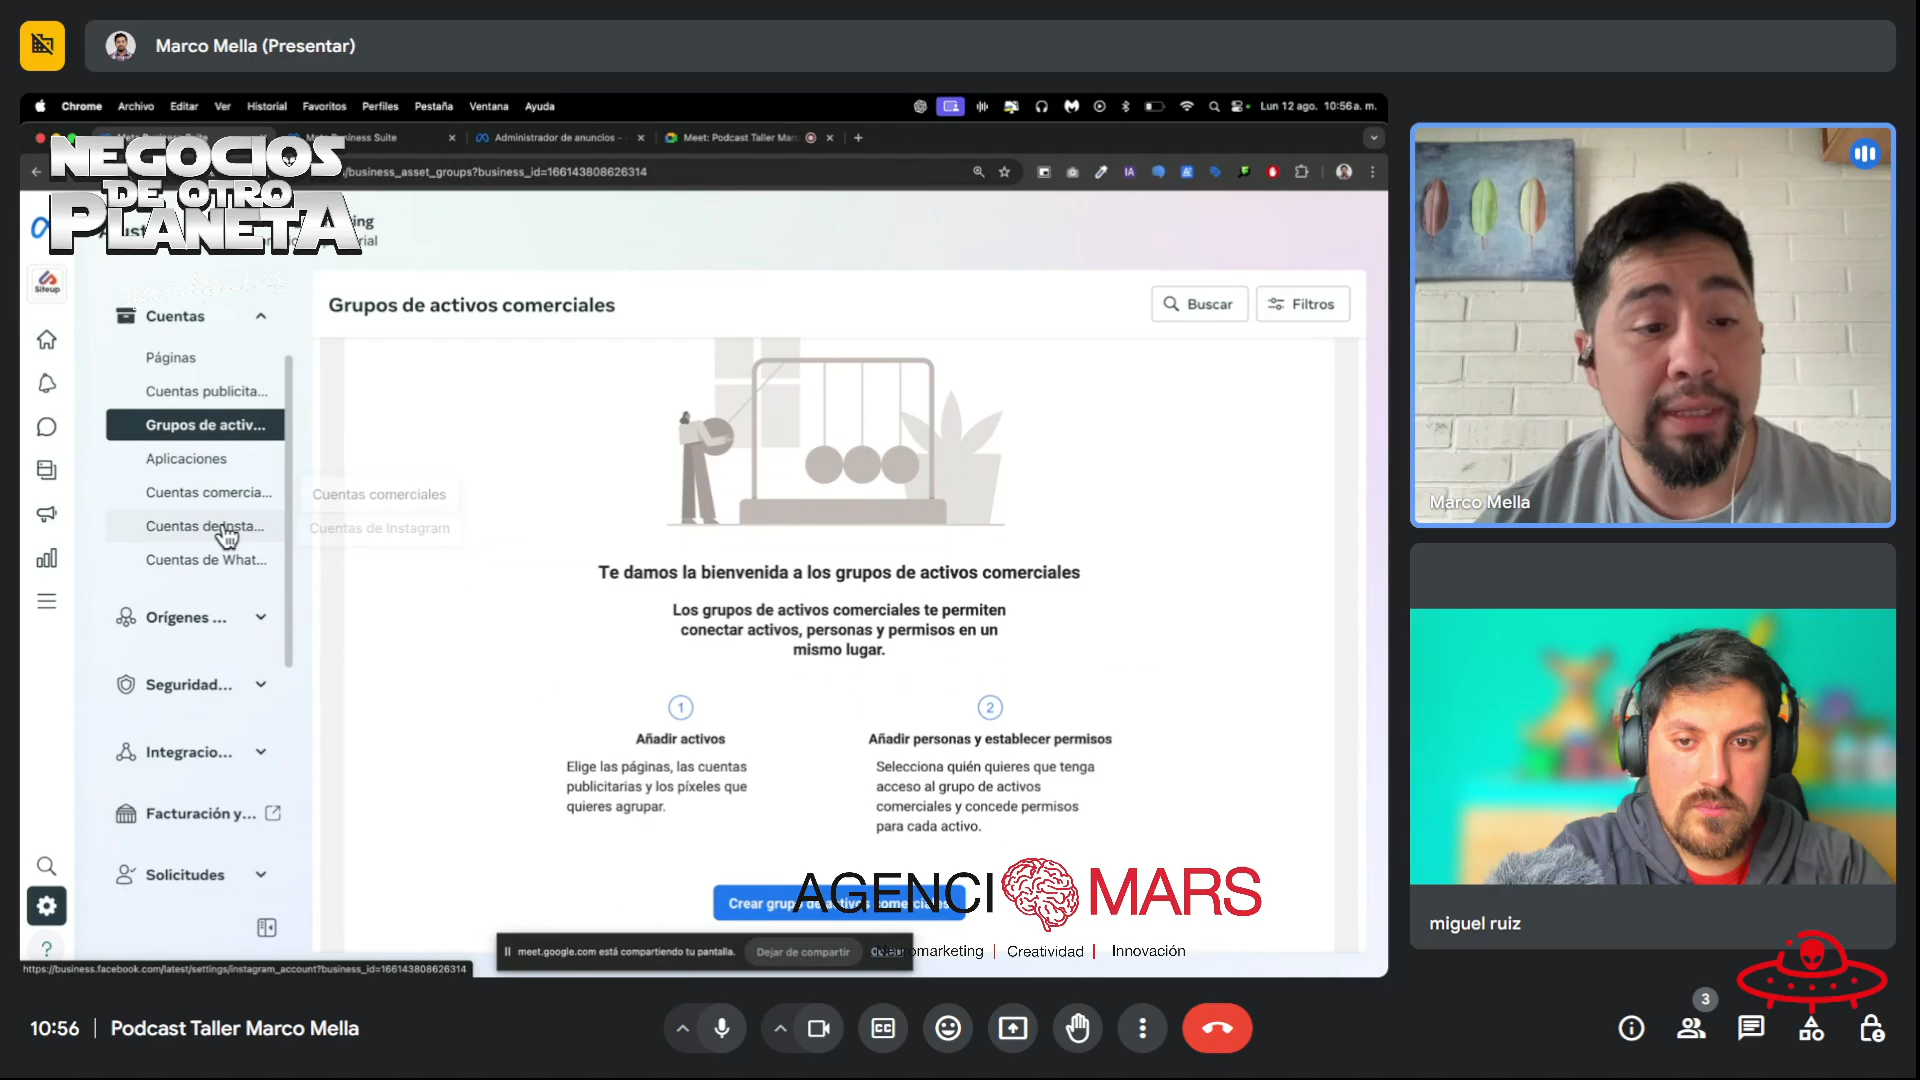 Marco Mella (Presentar)
Chrome Archivo Editar Ver Historial Favoritos Perfiles Pestaña Ventana Ayuda
Lun 12 ago. 10:56 a. m.
Administrador de anuncios -
Meet: Podcast Taller Mar
/business_asset_groups?business_id=166143808626314
NEGOCIOS
DE OTRO
PLANETA
Siteup
Cuentas
Páginas
Cuentas publicita...
Grupos de activ...
Aplicaciones
Cuentas comercia...
Cuentas de Insta...
Cuentas de What...
Orígenes ...
Seguridad...
Integracio...
Facturación y...
Solicitudes
Cuentas comerciales
Cuentas de Instagram
Grupos de activos comerciales
Buscar
Filtros
Te damos la bienvenida a los grupos de activos comerciales
Los grupos de activos comerciales te permiten
conectar activos, personas y permisos en un
mismo lugar.
1
Añadir activos
Elige las páginas, las cuentas
publicitarias y los píxeles que
quieres agrupar.
2
Añadir personas y establecer permisos
Selecciona quién quieres que tenga
acceso al grupo de activos
comerciales y concede permisos
para cada activo.
Crear grupo de activos comerciales
AGENCI MARS
Neuromarketing | Creatividad | Innovación
meet.google.com está compartiendo tu pantalla.
Dejar de compartir
https://business.facebook.com/latest/settings/instagram_account?business_id=166143808626314
Marco Mella
miguel ruiz
10:56 | Podcast Taller Marco Mella
3